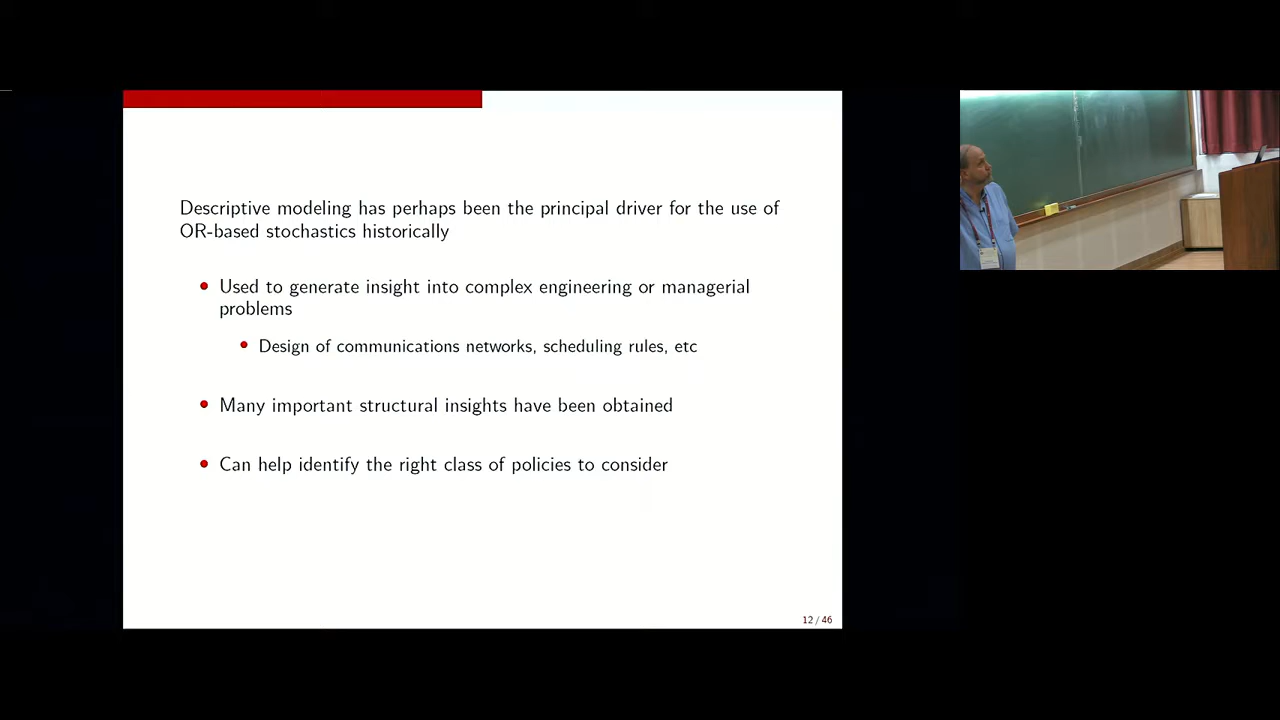 Descriptive modeling has perhaps been the principal driver for the use of
OR-based stochastics historically
Used to generate insight into complex engineering or managerial
problems
Design of communications networks, scheduling rules, etc
Many important structural insights have been obtained
Can help identify the right class of policies to consider
12 / 46